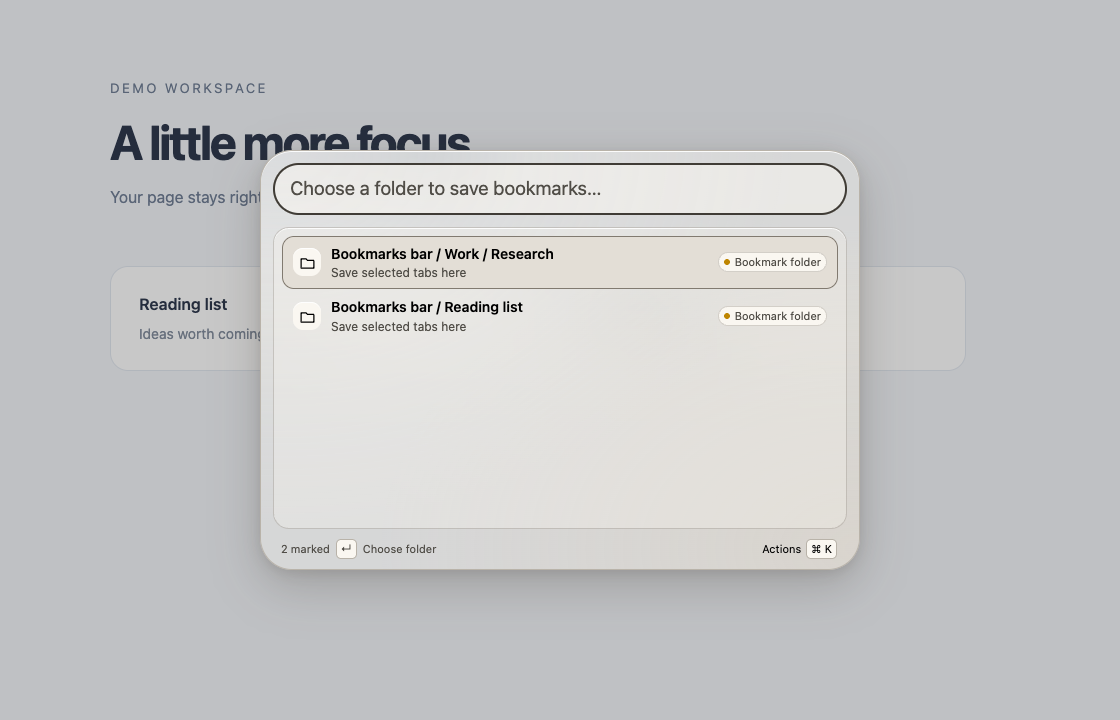 DEMO WORKSPACE
A little more focus
Your page stays right
Choose a folder to save bookmarks...
Reading list
Ideas worth coming
Bookmarks bar / Work / Research
Save selected tabs here
Bookmark folder
Bookmarks bar / Reading list
Save selected tabs here
Bookmark folder
2 marked ↵ Choose folder
Actions ⌘ K